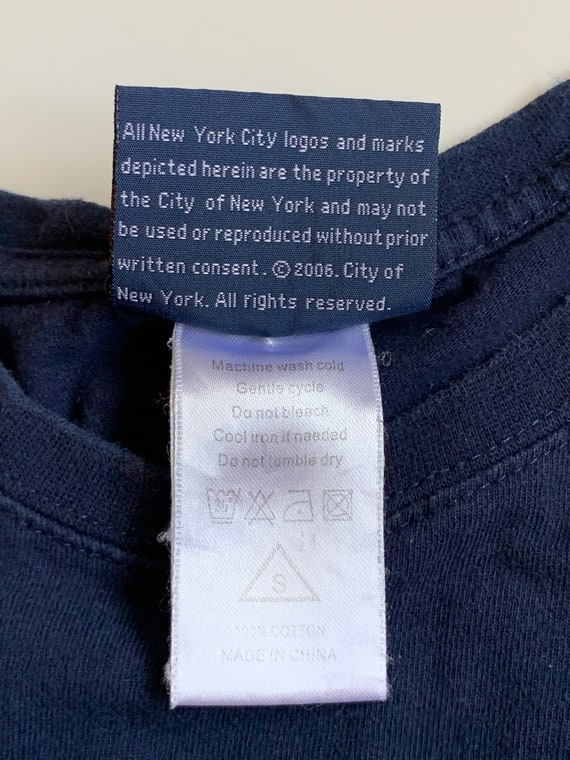 All New York City logos and marks
depicted herein are the property of
the City of New York and may not
be used or reproduced without prior
written consent. ©2006. City of
New York. All rights reserved.
Machine wash cold
Gentle cycle
Do not bleach
Cool iron if needed
Do not tumble dry
S
100% COTTON
MADE IN CHINA